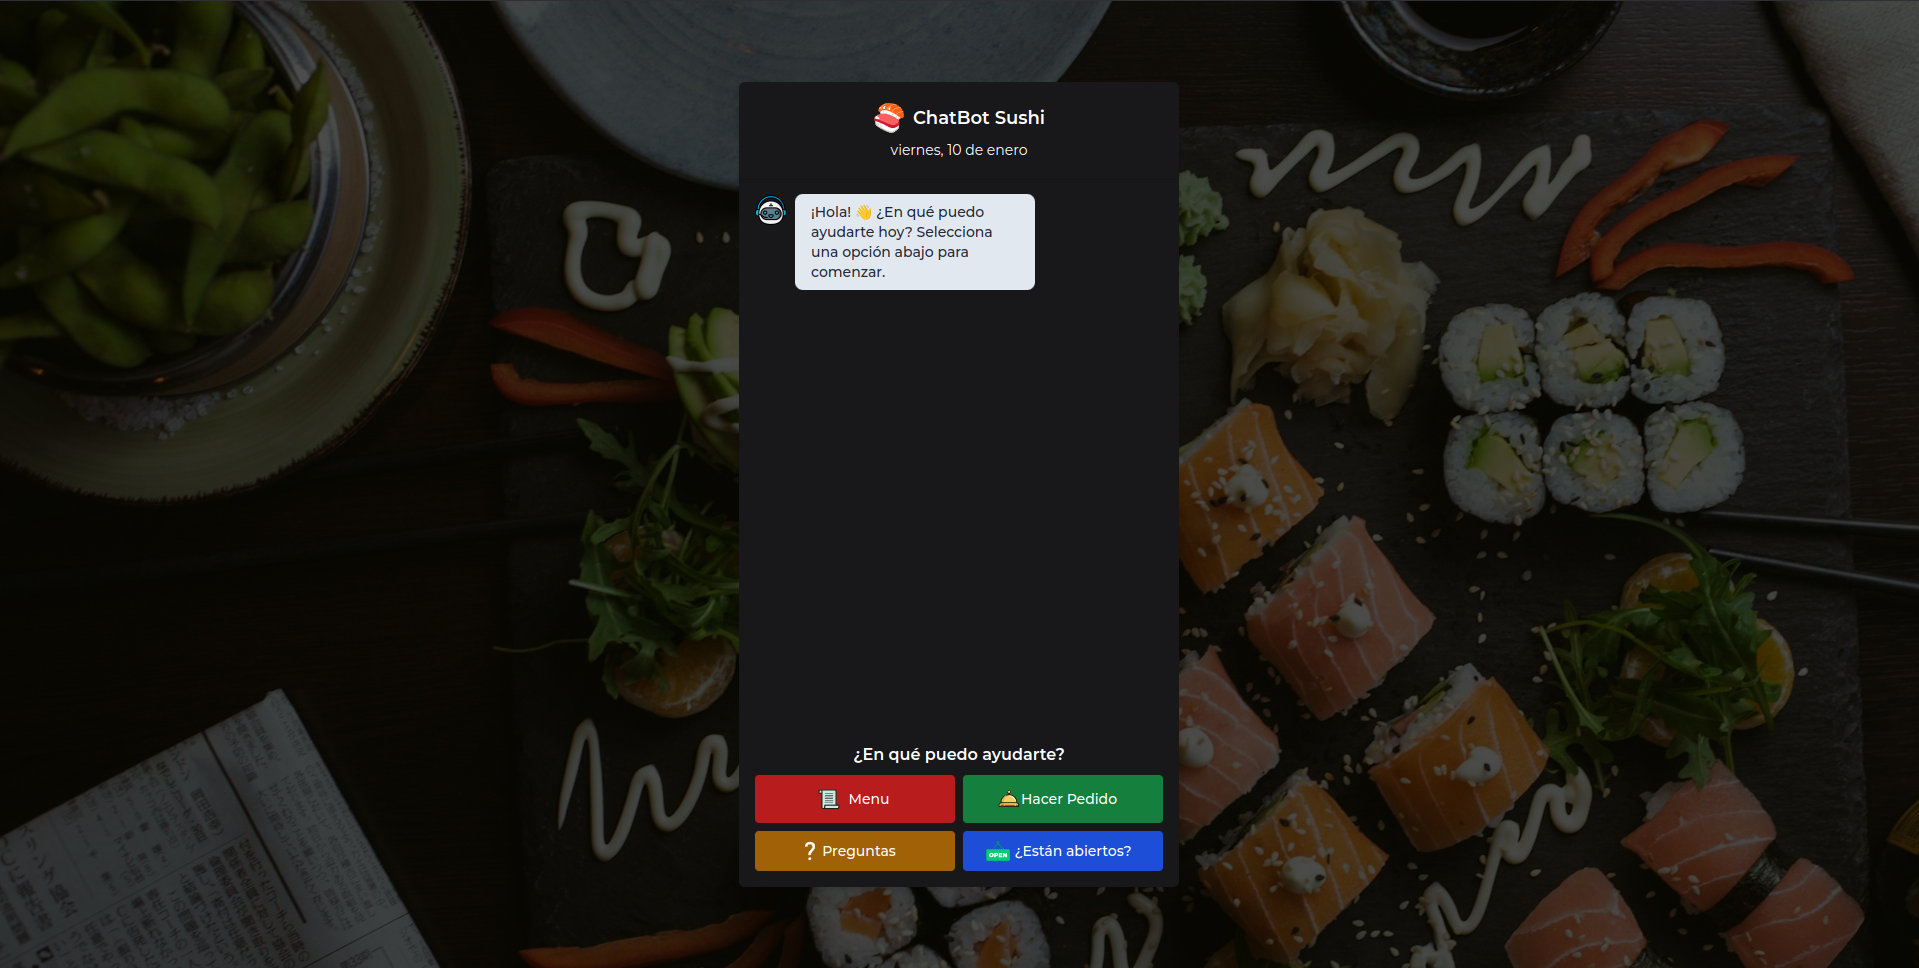 ChatBot Sushi
viernes, 10 de enero
¡Hola! 👋 ¿En qué puedo
ayudarte hoy? Selecciona
una opción abajo para
comenzar.
¿En qué puedo ayudarte?
Menu
Hacer Pedido
❓ Preguntas
OPEN ¿Están abiertos?